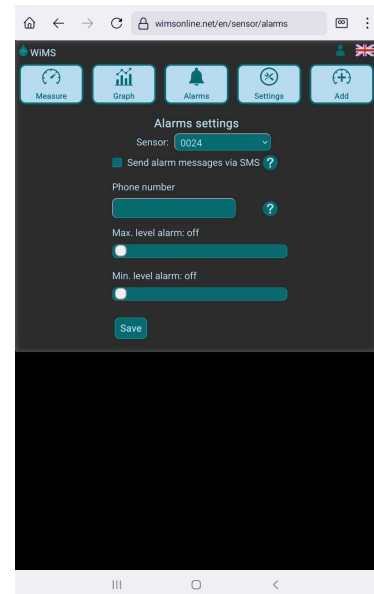 wimsonline.net/en/sensor/alarms
WiMS
Measure Graph Alarms Settings Add
Alarms settings
Sensor: 0024
Send alarm messages via SMS ?
Phone number
?
Max. level alarm: off
Min. level alarm: off
Save